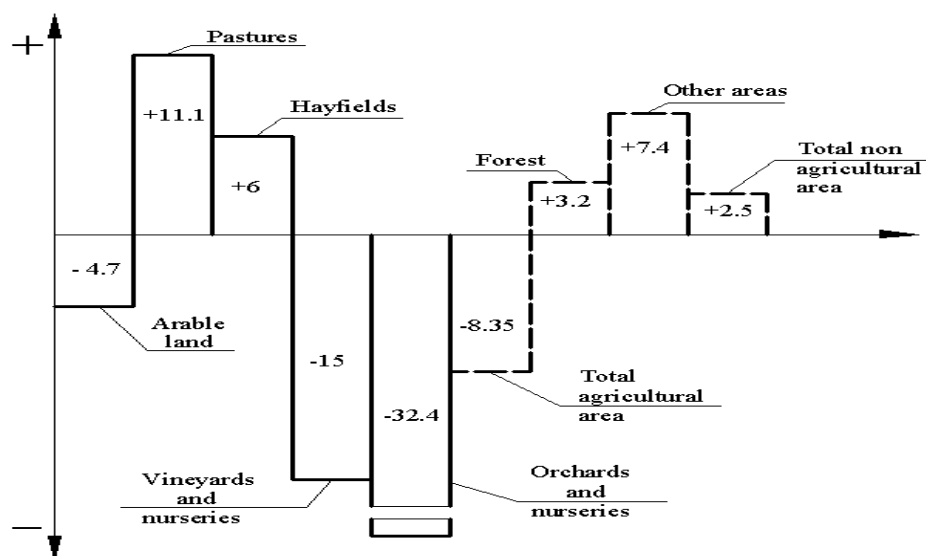 +
Pastures
+11.1
Hayfields
+6
Other areas
+7.4
Forest
+3.2
Total non
agricultural
area
+2.5
- 4.7
Arable
land
-15
-32.4
-8.35
Total
agricultural
area
Vineyards
and
nurseries
Orchards
and
nurseries
−